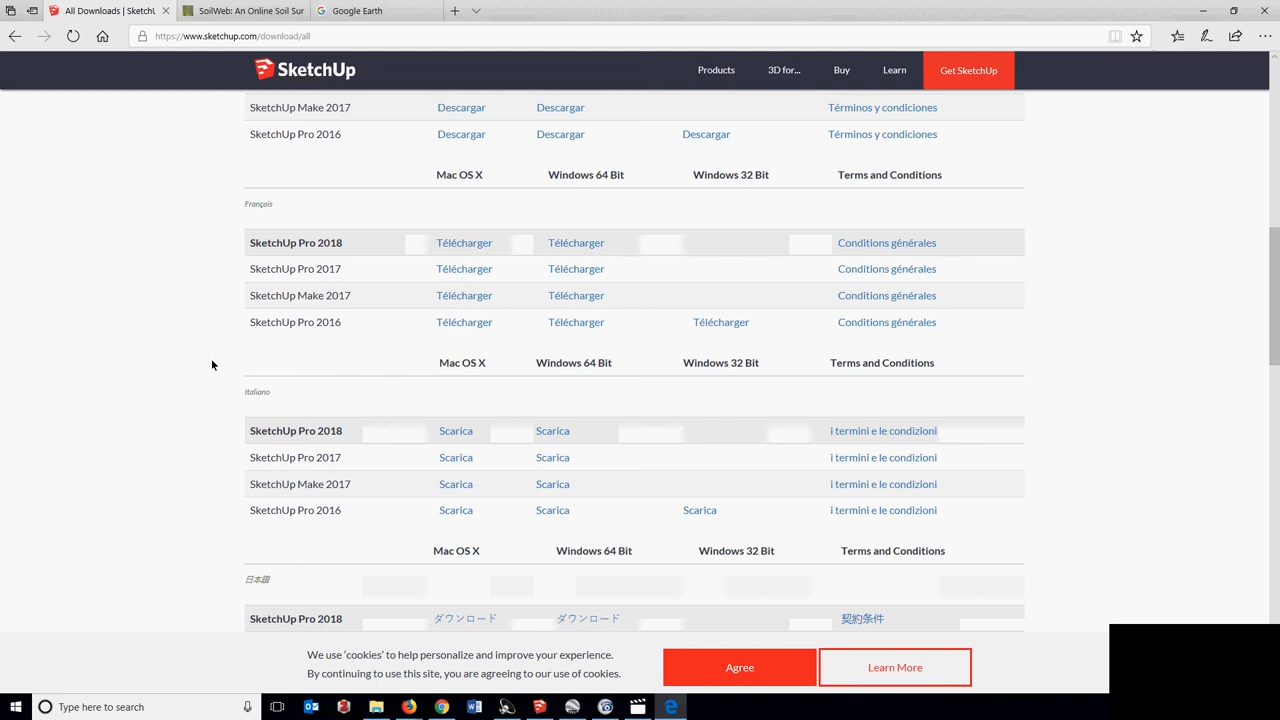 All Downloads | SketchU
SoilWeb: An Online Soil Sur
Google Earth
https://www.sketchup.com/download/all
SketchUp
Products
3D for...
Buy
Learn
Get SketchUp
SketchUp Make 2017 Descargar Descargar Términos y condiciones
SketchUp Pro 2016 Descargar Descargar Descargar Términos y condiciones
Mac OS X Windows 64 Bit Windows 32 Bit Terms and Conditions
Français
SketchUp Pro 2018 Télécharger Télécharger Conditions générales
SketchUp Pro 2017 Télécharger Télécharger Conditions générales
SketchUp Make 2017 Télécharger Télécharger Conditions générales
SketchUp Pro 2016 Télécharger Télécharger Télécharger Conditions générales
Mac OS X Windows 64 Bit Windows 32 Bit Terms and Conditions
Italiano
SketchUp Pro 2018 Scarica Scarica i termini e le condizioni
SketchUp Pro 2017 Scarica Scarica i termini e le condizioni
SketchUp Make 2017 Scarica Scarica i termini e le condizioni
SketchUp Pro 2016 Scarica Scarica Scarica i termini e le condizioni
Mac OS X Windows 64 Bit Windows 32 Bit Terms and Conditions
日本語
SketchUp Pro 2018 ダウンロード ダウンロード 契約条件
We use ‘cookies’ to help personalize and improve your experience.
By continuing to use this site, you are agreeing to our use of cookies.
Agree
Learn More
Type here to search